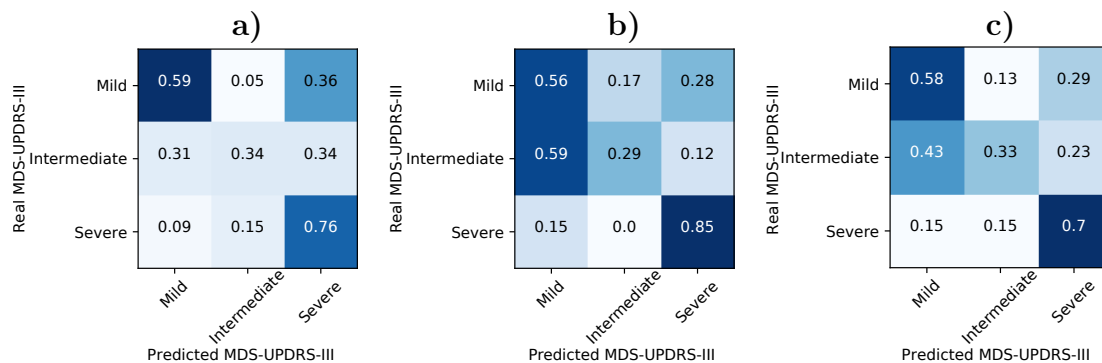 a)
Real MDS-UPDRS-III
Mild
Intermediate
Severe
0.59 0.05 0.36
0.31 0.34 0.34
0.09 0.15 0.76
Mild
Intermediate
Severe
Predicted MDS-UPDRS-III
b)
Real MDS-UPDRS-III
Mild
Intermediate
Severe
0.56 0.17 0.28
0.59 0.29 0.12
0.15 0.0 0.85
Mild
Intermediate
Severe
Predicted MDS-UPDRS-III
c)
Real MDS-UPDRS-III
Mild
Intermediate
Severe
0.58 0.13 0.29
0.43 0.33 0.23
0.15 0.15 0.7
Mild
Intermediate
Severe
Predicted MDS-UPDRS-III